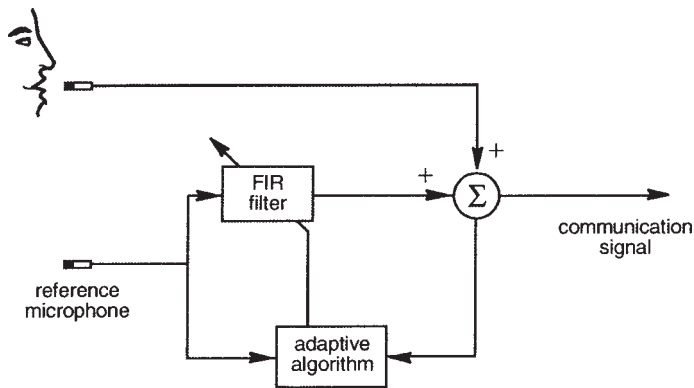 +
FIR
filter
+
Σ
communication
signal
reference
microphone
adaptive
algorithm